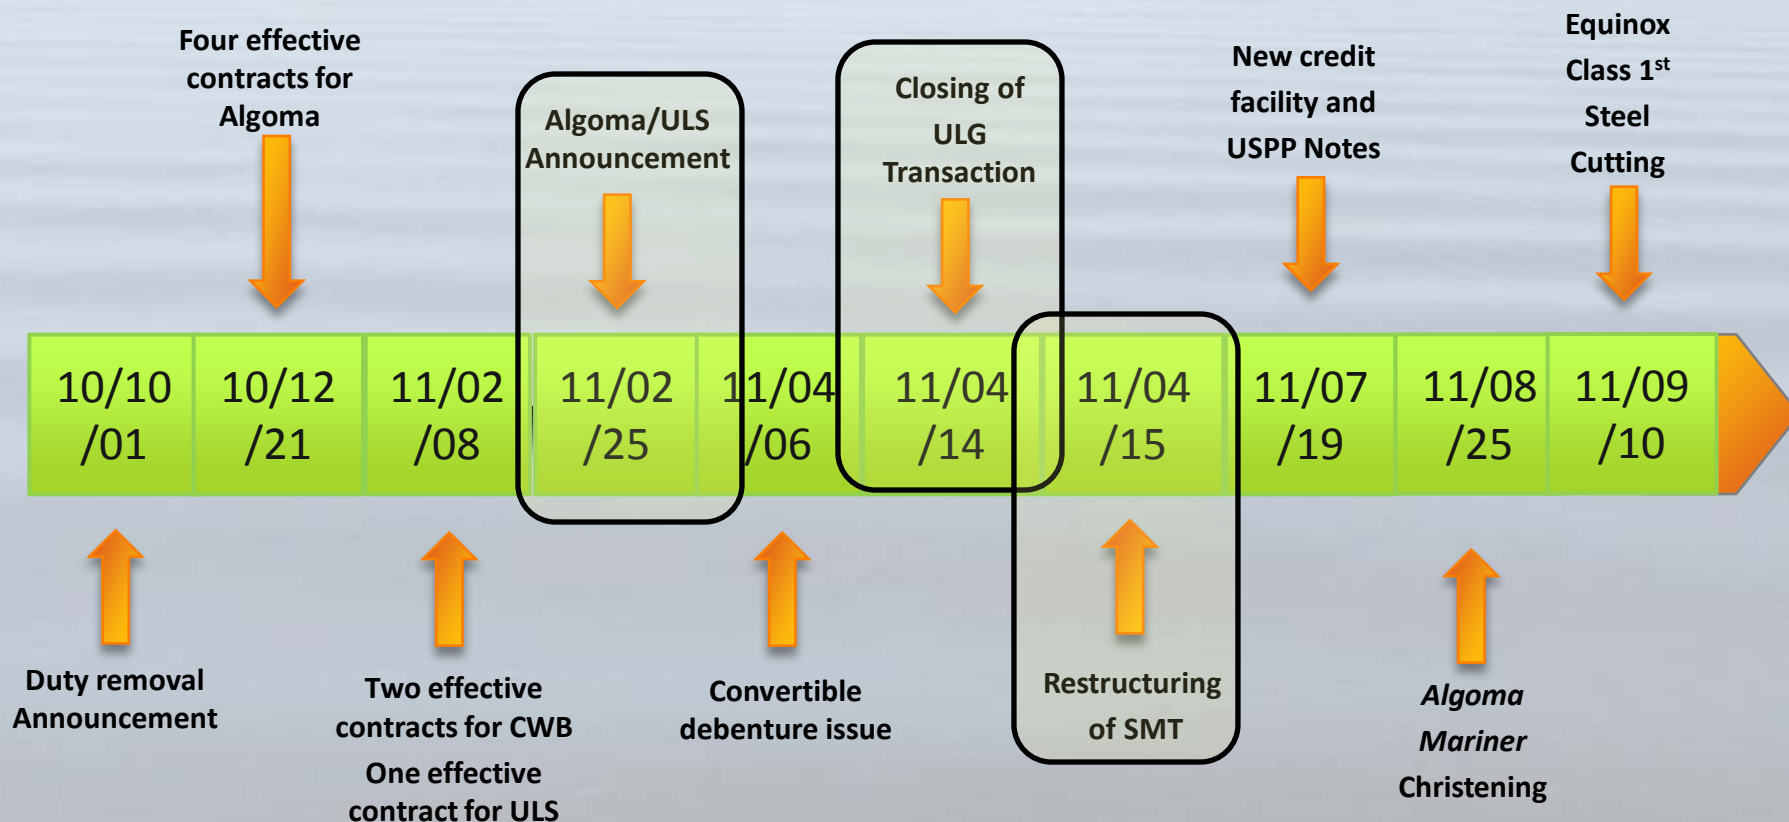 Four effective
contracts for
Algoma
Algoma/ULS
Announcement
Closing of
ULG
Transaction
New credit
facility and
USPP Notes
Equinox
Class 1st
Steel
Cutting
10/10
/01
10/12
/21
11/02
/08
11/02
/25
11/04
/06
11/04
/14
11/04
/15
11/07
/19
11/08
/25
11/09
/10
Duty removal
Announcement
Two effective
contracts for CWB
One effective
contract for ULS
Convertible
debenture issue
Restructuring
of SMT
Algoma
Mariner
Christening